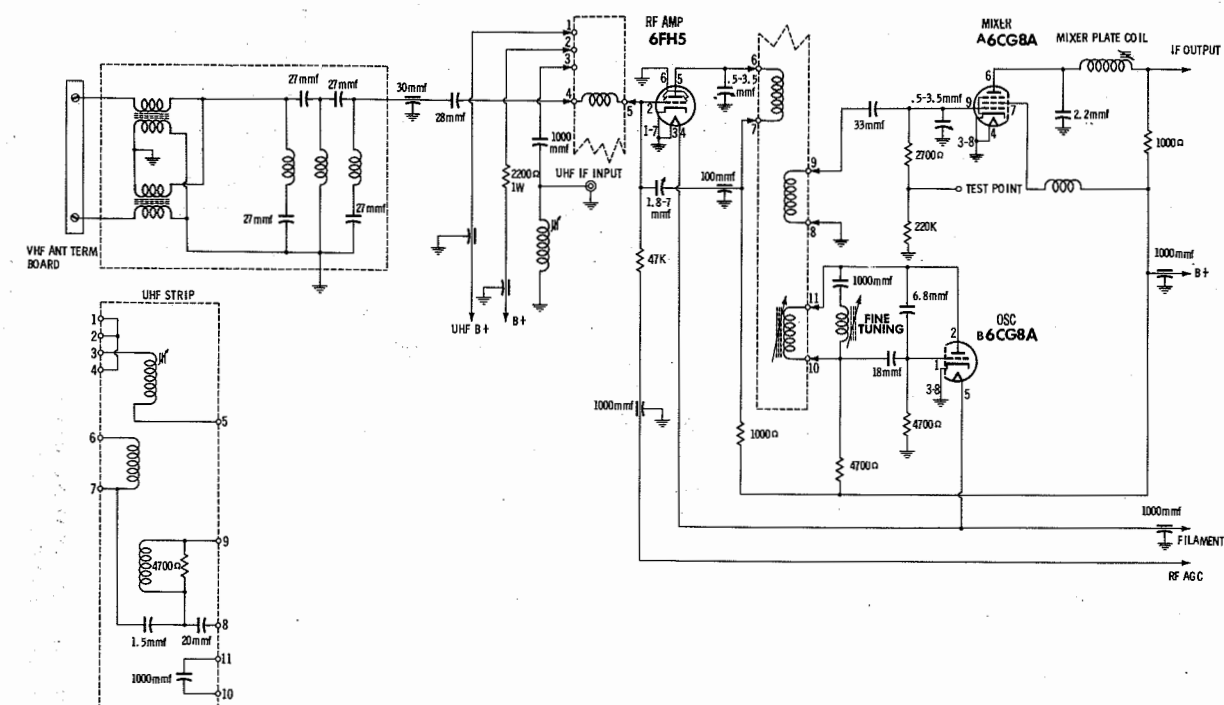 RF AMP
6FH5
MIXER
A6CG8A
MIXER PLATE COIL
IF OUTPUT
1
2
3
4
5
6
5
2
1-7
3
4
6
7
.5-3.5
mmf
27mmf
27mmf
30mmf
28mmf
1000
mmf
UHF IF INPUT
2200Ω
1W
27mmf
27mmf
VHF ANT TERM
BOARD
33mmf
.5-3.5mmf
6
9
7
3-8
4
2.2mmf
1000Ω
2700Ω
TEST POINT
220K
9
8
100mmf
1.8-7
mmf
47K
1000mmf
B+
UHF B+
B+
11
10
1000mmf
FINE
TUNING
6.8mmf
18mmf
OSC
B6CG8A
2
1
3-8
5
4700Ω
4700Ω
1000mmf
1000Ω
1000mmf
FILAMENT
RF AGC
UHF STRIP
1
2
3
4
5
6
7
9
4700Ω
8
1.5mmf
20mmf
11
1000mmf
10